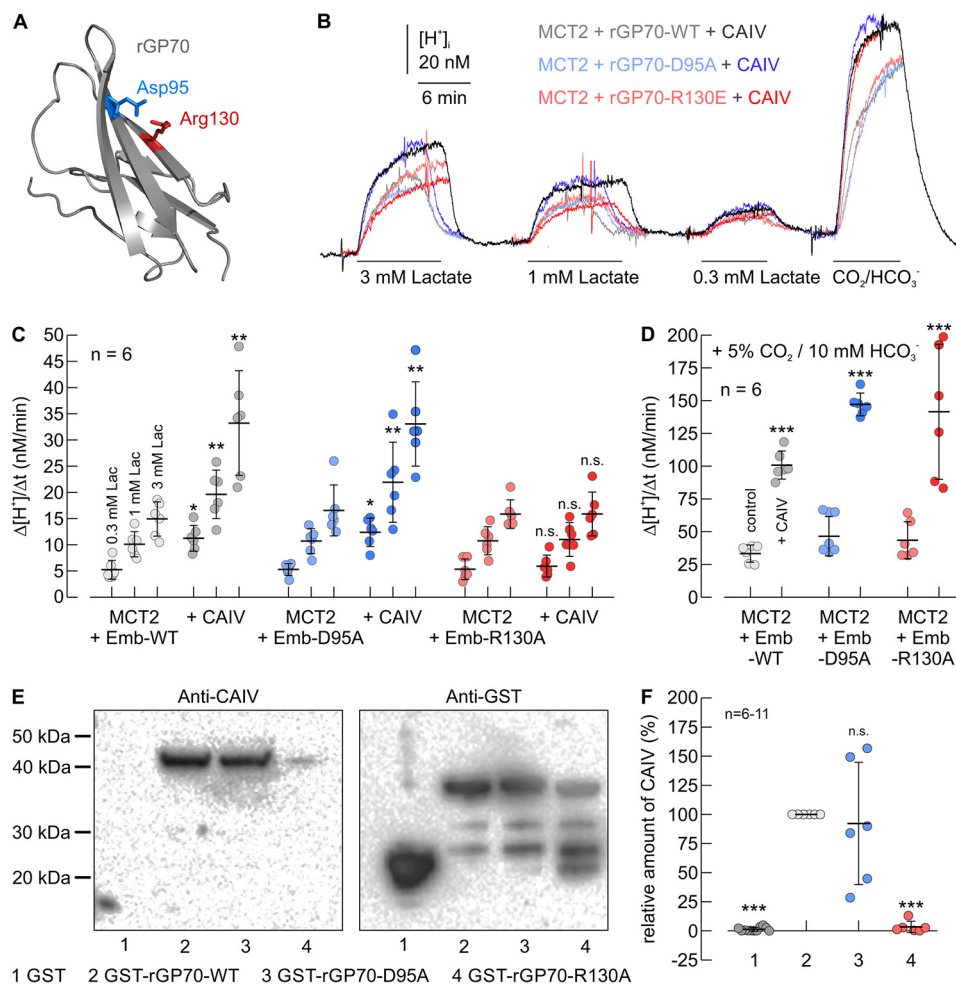 A
rGP70
Asp95
Arg130
B
[H+]i
20 nM
6 min
MCT2 + rGP70-WT + CAIV
MCT2 + rGP70-D95A + CAIV
MCT2 + rGP70-R130E + CAIV
3 mM Lactate
1 mM Lactate
0.3 mM Lactate
CO2/HCO3-
C
Δ[H+]/Δt (nM/min)
50
45
40
35
30
25
20
15
10
5
0
n = 6
0.3 mM Lac
1 mM Lac
3 mM Lac
*
**
**
*
**
**
n.s.
n.s.
n.s.
MCT2
+ Emb-WT
+ CAIV
MCT2
+ Emb-D95A
+ CAIV
MCT2
+ Emb-R130A
+ CAIV
D
Δ[H+]/Δt (nM/min)
200
175
150
125
100
75
50
25
0
+ 5% CO2 / 10 mM HCO3-
n = 6
control
+ CAIV
***
***
***
MCT2
+ Emb
-WT
MCT2
+ Emb
-D95A
MCT2
+ Emb
-R130A
E
Anti-CAIV
Anti-GST
50 kDa
40 kDa
30 kDa
20 kDa
1 2 3 4
1 2 3 4
1 GST 2 GST-rGP70-WT 3 GST-rGP70-D95A 4 GST-rGP70-R130A
F
relative amount of CAIV (%)
200
175
150
125
100
75
50
25
0
-25
n=6-11
***
n.s.
***
1 2 3 4